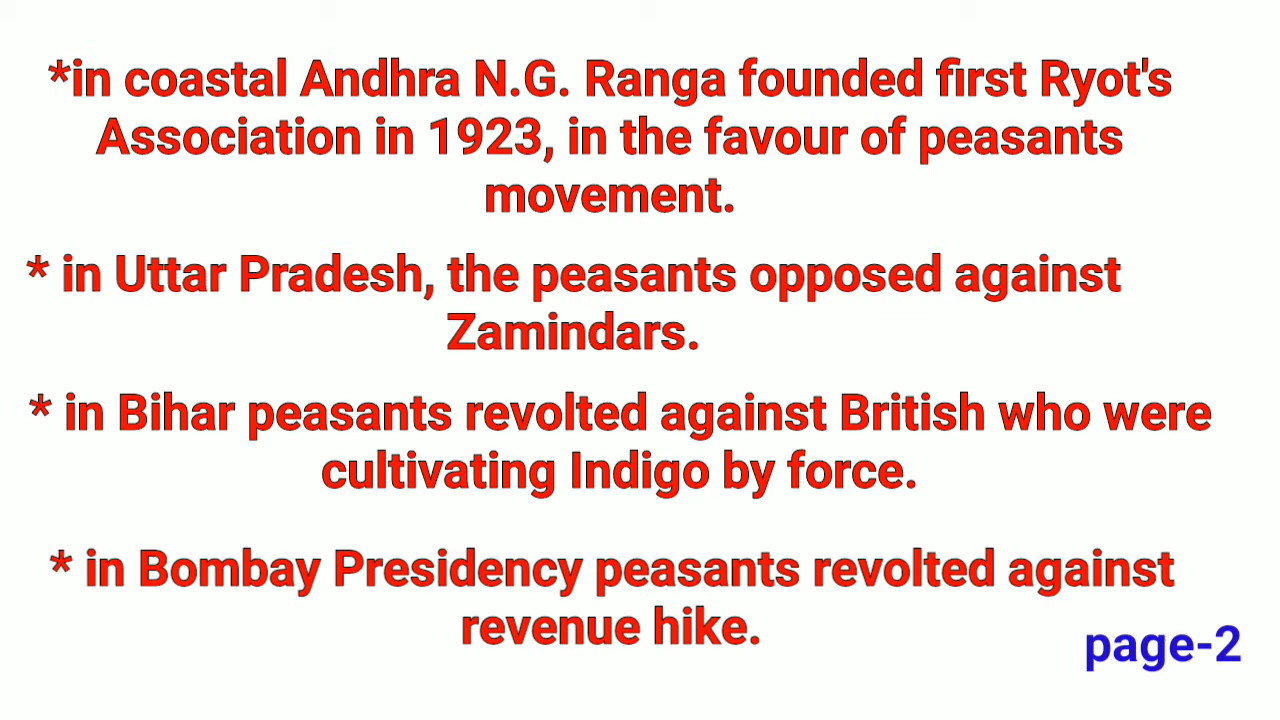 *in coastal Andhra N.G. Ranga founded first Ryot's
Association in 1923, in the favour of peasants
movement.
* in Uttar Pradesh, the peasants opposed against
Zamindars.
* in Bihar peasants revolted against British who were
cultivating Indigo by force.
* in Bombay Presidency peasants revolted against
revenue hike.
page-2